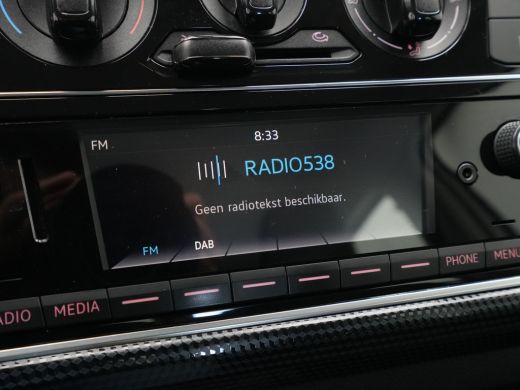 FM
8:33
RADIO538
Geen radiotekst beschikbaar.
FM DAB
ADIO MEDIA PHONE MENU